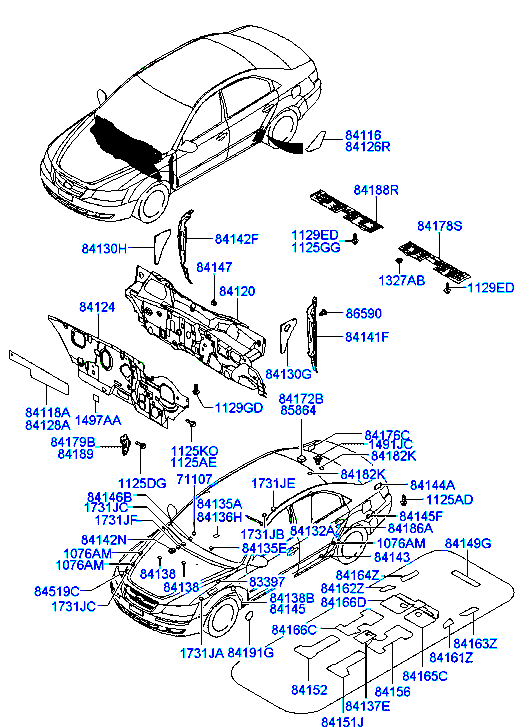 84116
84126R
84188R
84178S
84142F
84130H
1129ED
1125GG
84147
1327AB
84120
1129ED
84124
86590
84141F
84130G
84172B
85864
1129GD
84118A
84128A
1497AA
84176C
1491JC
84182K
84179B
84189
1125KO
1125AE
1125DG
71107
1731JE
84182K
84144A
84146B
1731JC
84135A
84136H
1125AD
1731JF
1731JB
84132A
84145F
84186A
84142N
84135E
1076AM
1076AM
84149G
1076AM
84143
84138
84164Z
84519C
84138
83397
84162Z
84138B
84166D
1731JC
84145
84166C
84163Z
1731JA
84191G
84161Z
84165C
84152
84156
84137E
84151J